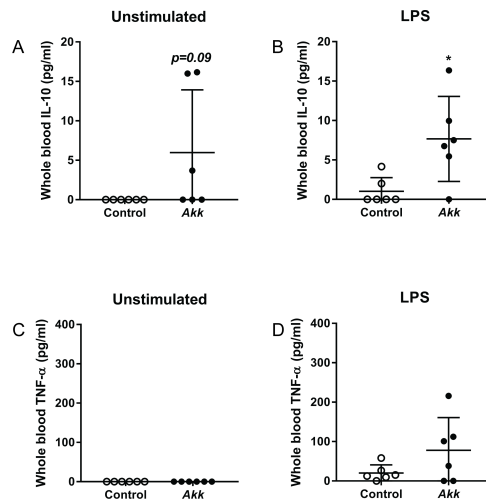 Unstimulated
LPS
A
B
Whole blood IL-10 (pg/ml)
20
15
10
5
0
p=0.09
Control
Akk
Whole blood IL-10 (pg/ml)
20
15
10
5
0
*
Control
Akk
Unstimulated
LPS
C
D
Whole blood TNF-α (pg/ml)
400
300
200
100
0
Control
Akk
Whole blood TNF-α (pg/ml)
400
300
200
100
0
Control
Akk